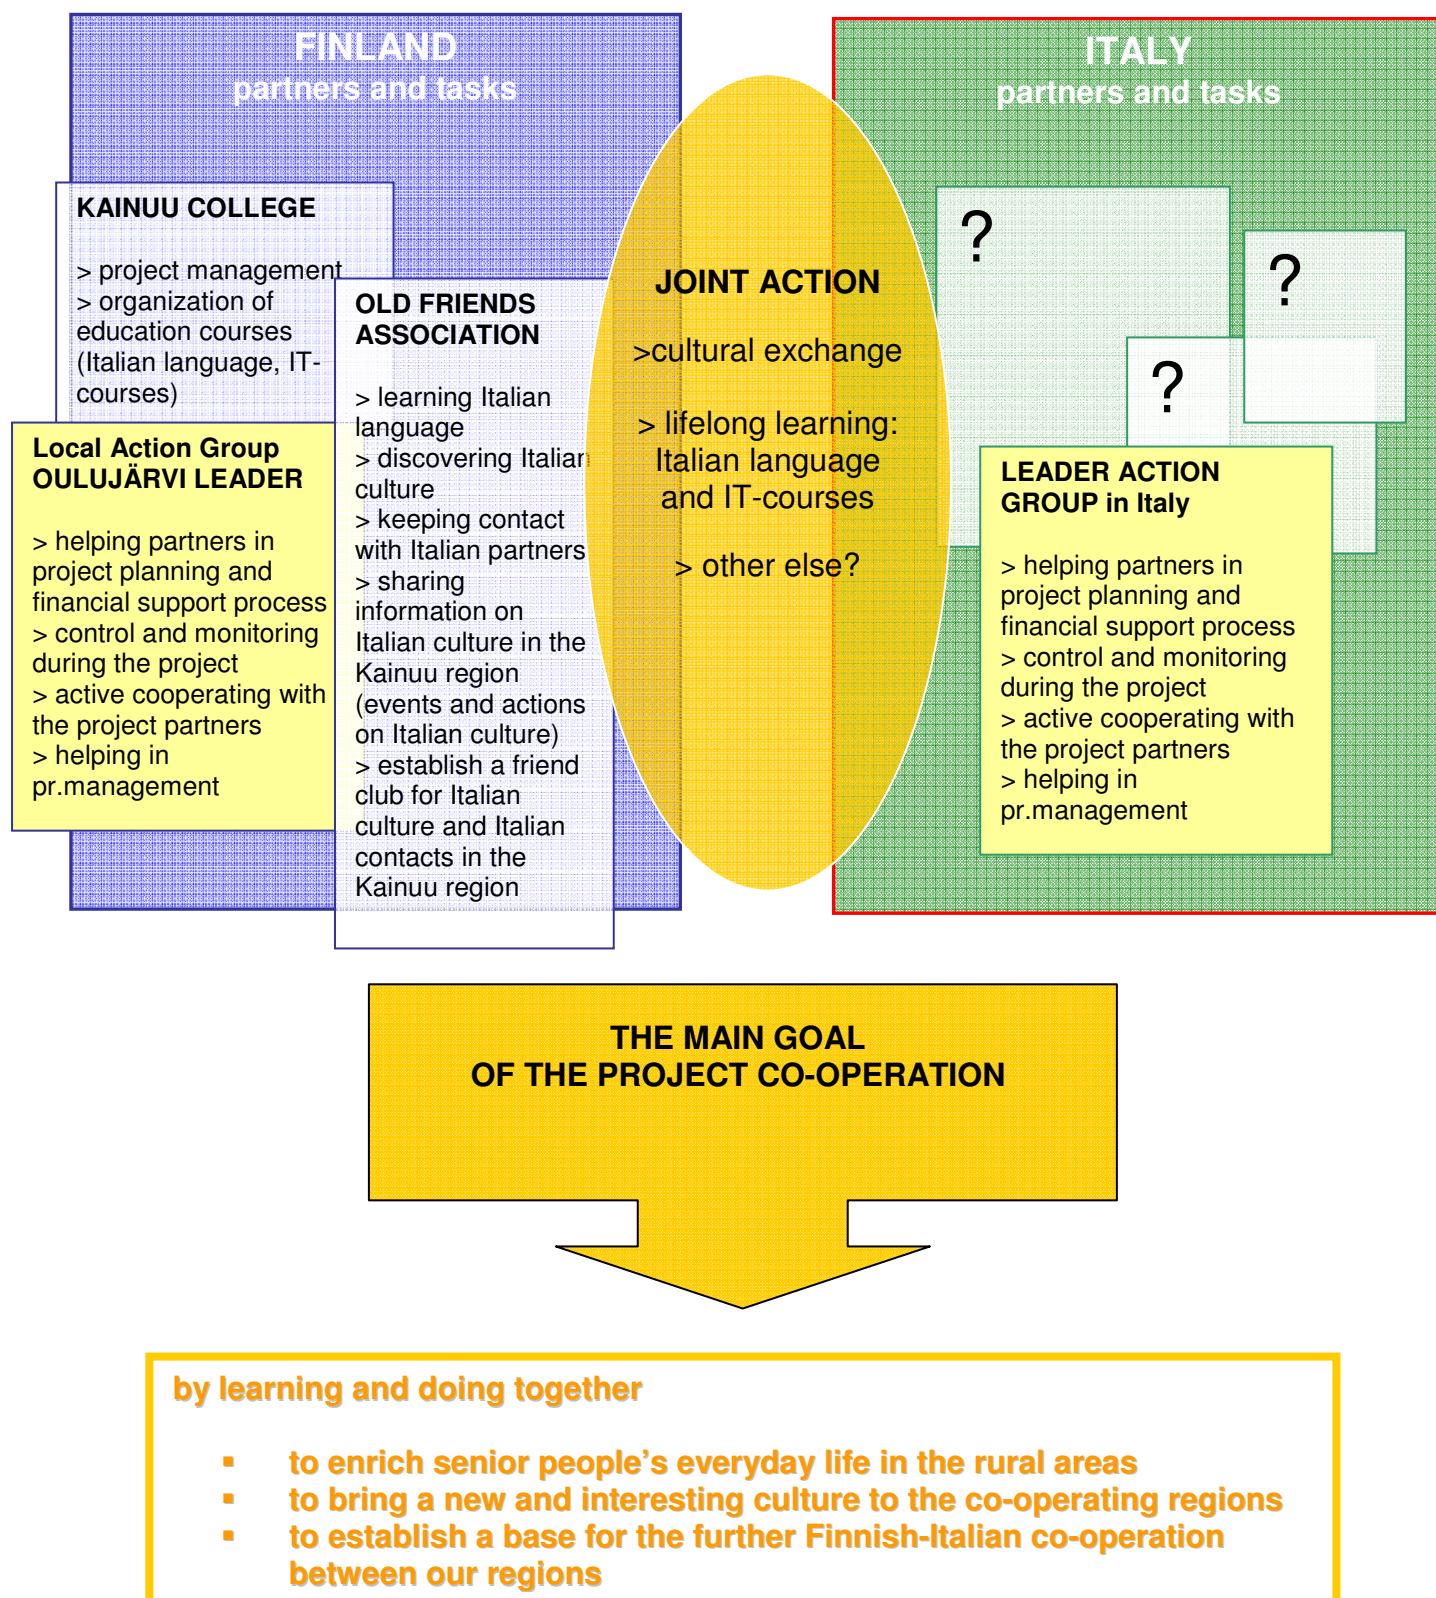 FINLAND
partners and tasks
KAINUU COLLEGE
> project management
> organization of
education courses
(Italian language, IT-
courses)
Local Action Group
OULUJÄRVI LEADER
> helping partners in
project planning and
financial support process
> control and monitoring
during the project
> active cooperating with
the project partners
> helping in
pr.management
OLD FRIENDS
ASSOCIATION
> learning Italian
language
> discovering Italian
culture
> keeping contact
with Italian partners
> sharing
information on
Italian culture in the
Kainuu region
(events and actions
on Italian culture)
> establish a friend
club for Italian
culture and Italian
contacts in the
Kainuu region
JOINT ACTION
>cultural exchange
> lifelong learning:
Italian language
and IT-courses
> other else?
ITALY
partners and tasks
?
?
?
LEADER ACTION
GROUP in Italy
> helping partners in
project planning and
financial support process
> control and monitoring
during the project
> active cooperating with
the project partners
> helping in
pr.management
THE MAIN GOAL
OF THE PROJECT CO-OPERATION
by learning and doing together
▪ to enrich senior people’s everyday life in the rural areas
▪ to bring a new and interesting culture to the co-operating regions
▪ to establish a base for the further Finnish-Italian co-operation
between our regions